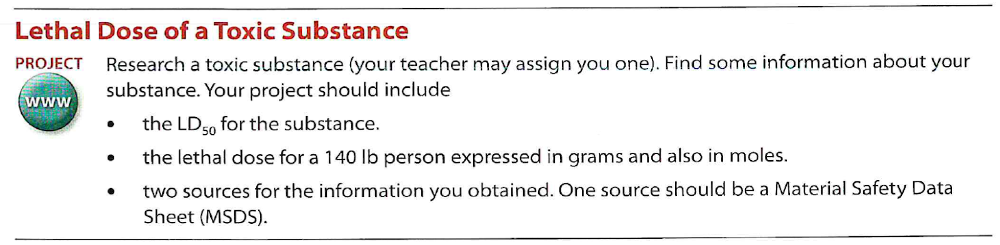 Lethal Dose of a Toxic Substance
PROJECT
www
Research a toxic substance (your teacher may assign you one). Find some information about your
substance. Your project should include
• the LD₅₀ for the substance.
• the lethal dose for a 140 lb person expressed in grams and also in moles.
• two sources for the information you obtained. One source should be a Material Safety Data
Sheet (MSDS).